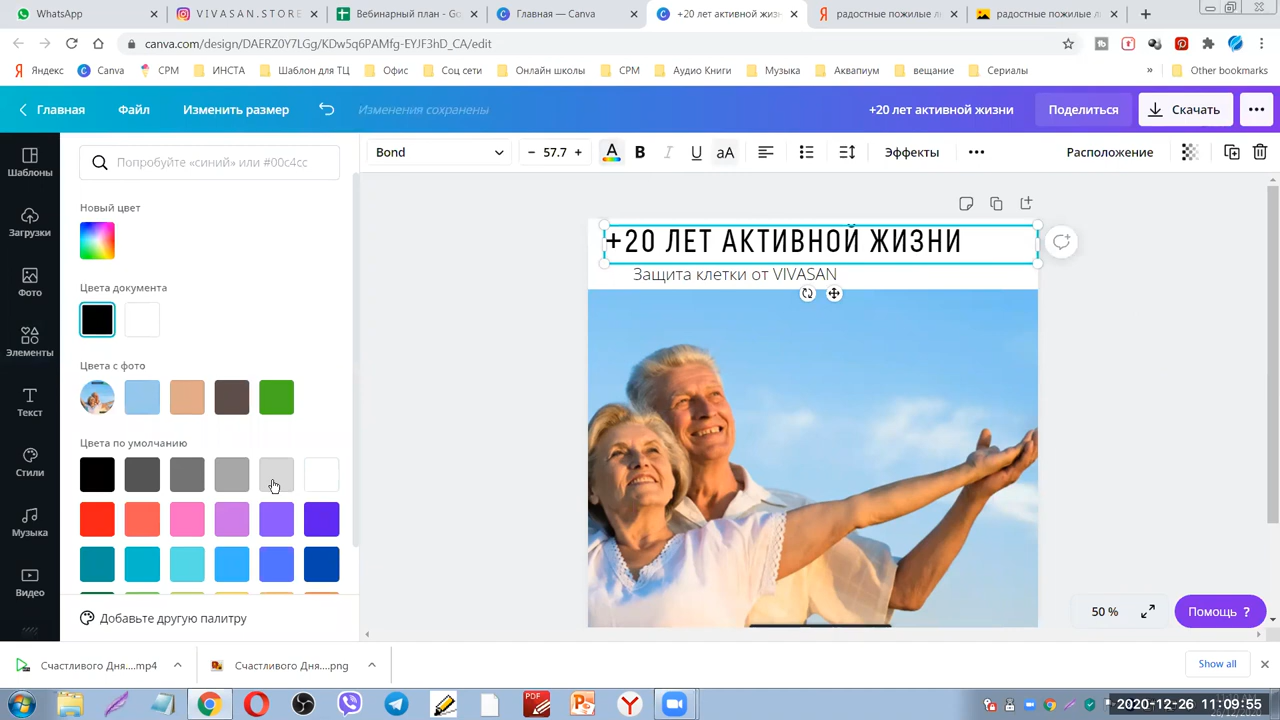 WhatsApp
V I V A S A N . S T O R E
Вебинарный план - Go
Главная — Canva
+20 лет активной жизн
радостные пожилые л
радостные пожилые
canva.com/design/DAERZ0Y7LGg/KDw5q6PAMfg-EYJF3hD_CA/edit
Яндекс
Canva
СРМ
ИНСТА
Шаблон для ТЦ
Офис
Соц сети
Онлайн школы
СРМ
Аудио Книги
Музыка
Аквапиум
вещание
Сериалы
»
Other bookmarks
Главная
Файл
Изменить размер
Изменения сохранены
+20 лет активной жизни
Поделиться
Скачать
Шаблоны
Загрузки
Фото
Элементы
Текст
Стили
Музыка
Видео
Попробуйте «синий» или #00c4cc
Новый цвет
Цвета документа
Цвета с фото
Цвета по умолчанию
Добавьте другую палитру
Bond
− 57.7 +
A
B
I
U
aA
Эффекты
Расположение
+20 ЛЕТ АКТИВНОЙ ЖИЗНИ
Защита клетки от VIVASAN
50 %
Помощь ?
Счастливого Дня....mp4
Счастливого Дня....png
Show all
2020-12-26 11:09:55